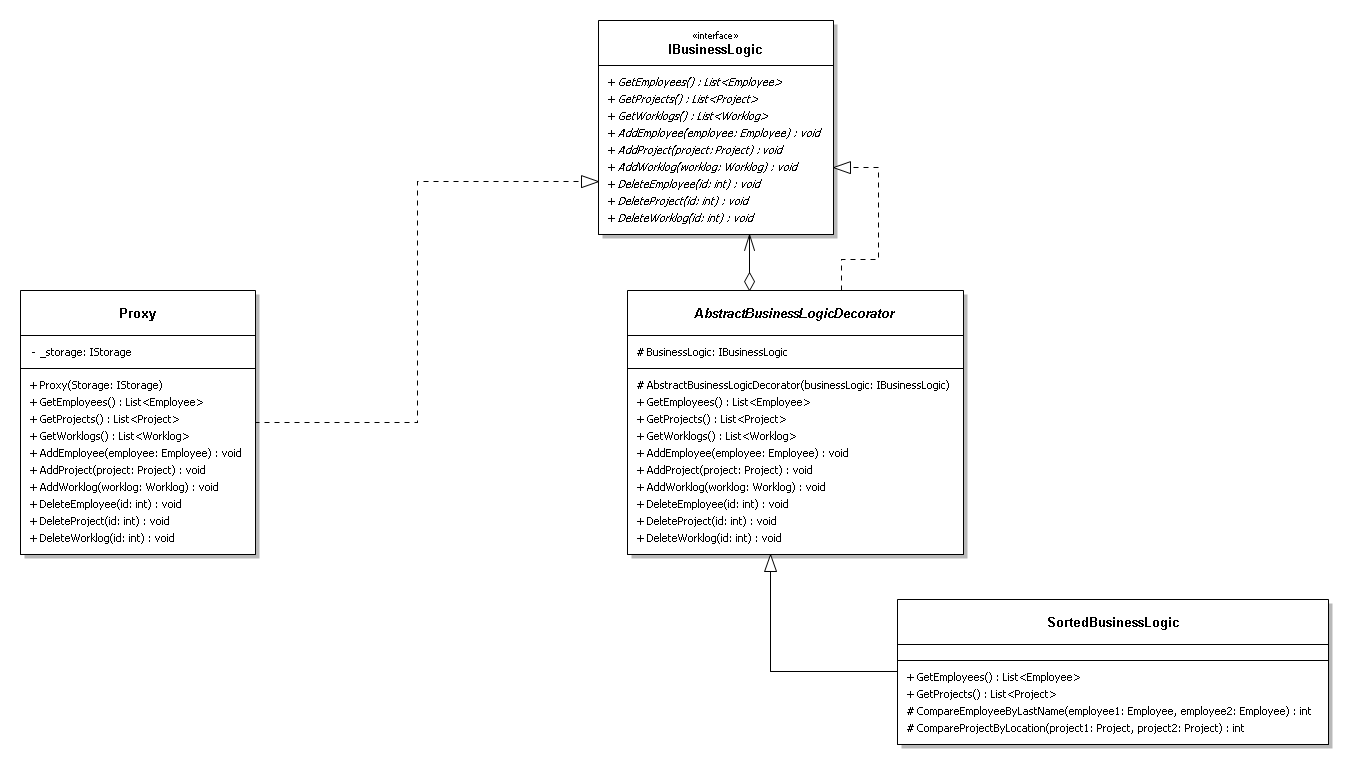 «interface»
IBusinessLogic
+ GetEmployees() : List<Employee>
+ GetProjects() : List<Project>
+ GetWorklogs() : List<Worklog>
+ AddEmployee(employee: Employee) : void
+ AddProject(project: Project) : void
+ AddWorklog(worklog: Worklog) : void
+ DeleteEmployee(id: int) : void
+ DeleteProject(id: int) : void
+ DeleteWorklog(id: int) : void
Proxy
- _storage: IStorage
+ Proxy(Storage: IStorage)
+ GetEmployees() : List<Employee>
+ GetProjects() : List<Project>
+ GetWorklogs() : List<Worklog>
+ AddEmployee(employee: Employee) : void
+ AddProject(project: Project) : void
+ AddWorklog(worklog: Worklog) : void
+ DeleteEmployee(id: int) : void
+ DeleteProject(id: int) : void
+ DeleteWorklog(id: int) : void
AbstractBusinessLogicDecorator
# BusinessLogic: IBusinessLogic
# AbstractBusinessLogicDecorator(businessLogic: IBusinessLogic)
+ GetEmployees() : List<Employee>
+ GetProjects() : List<Project>
+ GetWorklogs() : List<Worklog>
+ AddEmployee(employee: Employee) : void
+ AddProject(project: Project) : void
+ AddWorklog(worklog: Worklog) : void
+ DeleteEmployee(id: int) : void
+ DeleteProject(id: int) : void
+ DeleteWorklog(id: int) : void
SortedBusinessLogic
+ GetEmployees() : List<Employee>
+ GetProjects() : List<Project>
# CompareEmployeeByLastName(employee1: Employee, employee2: Employee) : int
# CompareProjectByLocation(project1: Project, project2: Project) : int